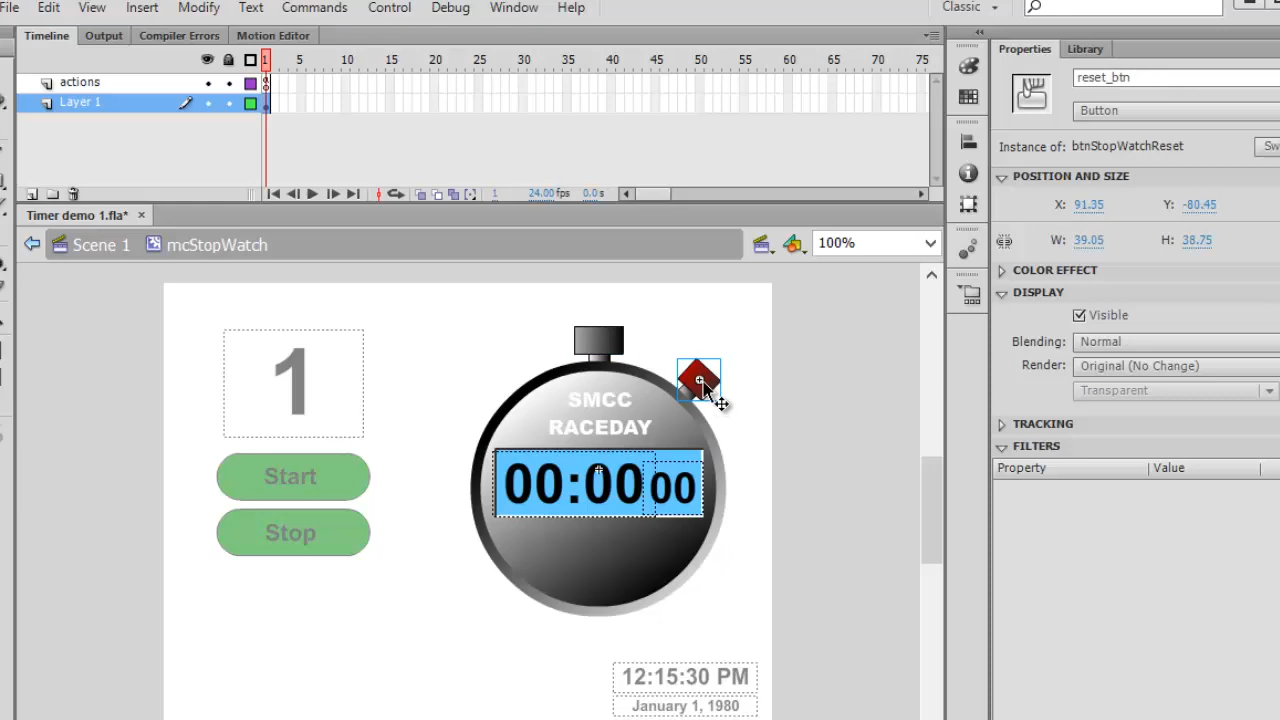 File Edit View Insert Modify Text Commands Control Debug Window Help Classic
Timeline Output Compiler Errors Motion Editor
1 5 10 15 20 25 30 35 40 45 50 55 60 65 70 75
actions
Layer 1
1 24.00 fps 0.0 s
Timer demo 1.fla* ×
Scene 1 mcStopWatch 100%
1
Start
Stop
SMCC
RACEDAY
00:00 00
12:15:30 PM
January 1, 1980
Properties Library
reset_btn
Button
Instance of: btnStopWatchReset Sw
POSITION AND SIZE
X: 91.35 Y: -80.45
W: 39.05 H: 38.75
COLOR EFFECT
DISPLAY
Visible
Blending: Normal
Render: Original (No Change)
Transparent
TRACKING
FILTERS
Property Value